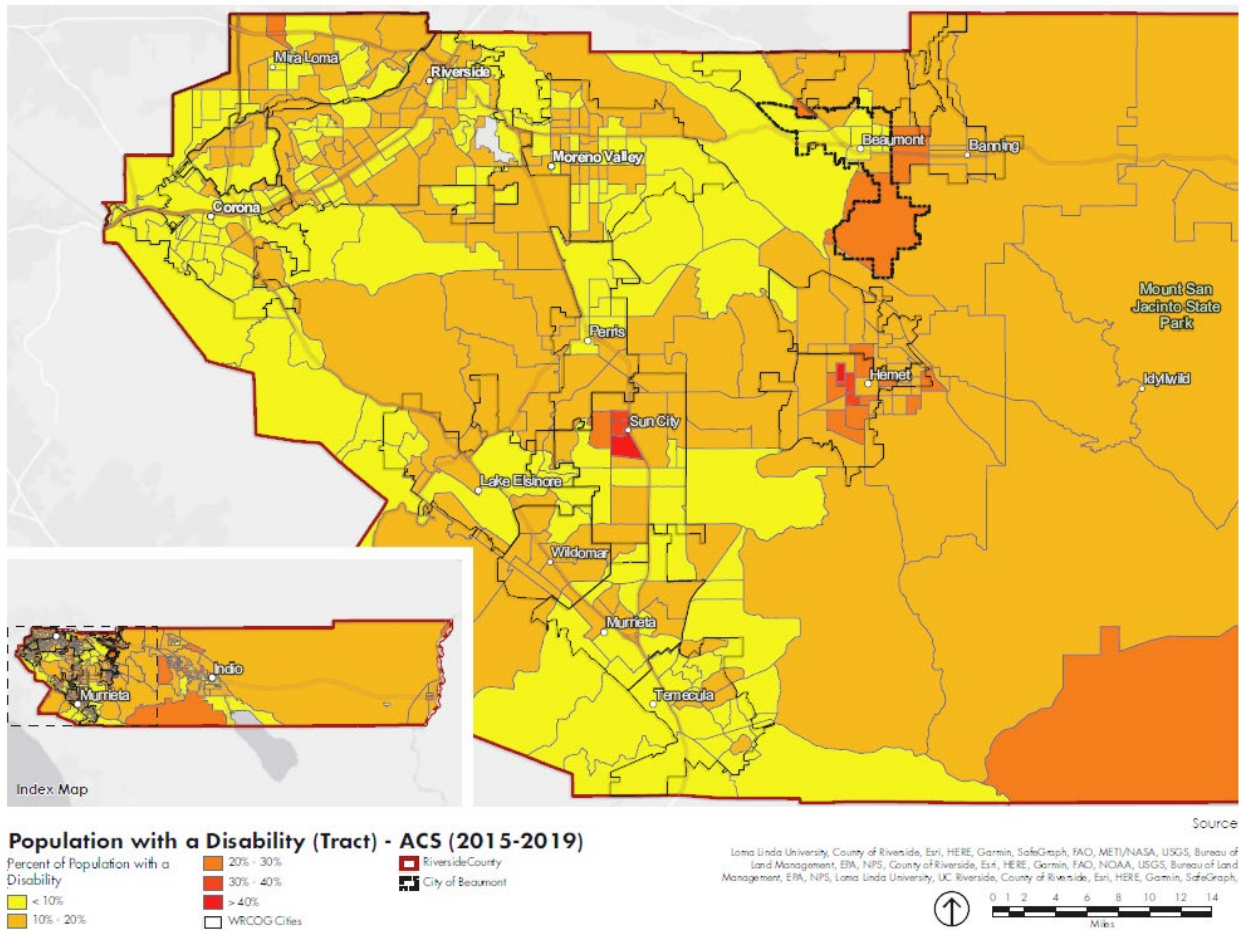 Mira Loma
Riverside
Beaumont
Banning
Moreno Valley
Corona
Mount San
Jacinto State
Park
Perris
Hemet
Idyllwild
Sun City
Lake Elsinore
Wildomar
Murrieta
Temecula
Indio
Murrieta
Index Map
Source
Population with a Disability (Tract) - ACS (2015-2019)
Percent of Population with a
Disability
< 10%
10% - 20%
20% - 30%
30% - 40%
> 40%
WRCOG Cities
Riverside County
City of Beaumont
Loma Linda University, County of Riverside, Esri, HERE, Garmin, SafeGraph, FAO, METI/NASA, USGS, Bureau of
Land Management, EPA, NPS, County of Riverside, Esri, HERE, Garmin, FAO, NOAA, USGS, Bureau of Land
Management, EPA, NPS, Loma Linda University, UC Riverside, County of Riverside, Esri, HERE, Garmin, SafeGraph,
0 1 2 4 6 8 10 12 14
Miles